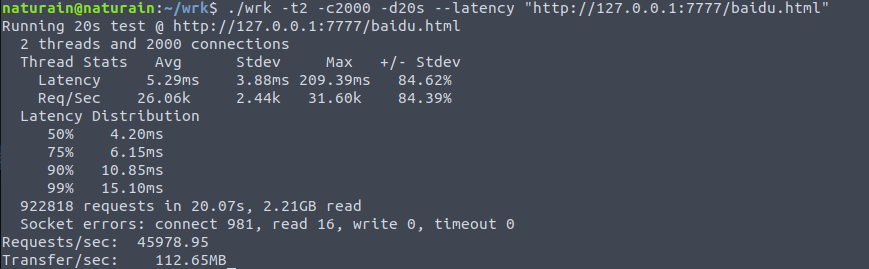 naturain@naturain:~/wrk$ ./wrk -t2 -c2000 -d20s --latency "http://127.0.0.1:7777/baidu.html"
Running 20s test @ http://127.0.0.1:7777/baidu.html
  2 threads and 2000 connections
  Thread Stats   Avg      Stdev     Max   +/- Stdev
    Latency     5.29ms    3.88ms 209.39ms   84.62%
    Req/Sec    26.06k     2.44k   31.60k    84.39%
  Latency Distribution
     50%    4.20ms
     75%    6.15ms
     90%   10.85ms
     99%   15.10ms
  922818 requests in 20.07s, 2.21GB read
  Socket errors: connect 981, read 16, write 0, timeout 0
Requests/sec:  45978.95
Transfer/sec:    112.65MB